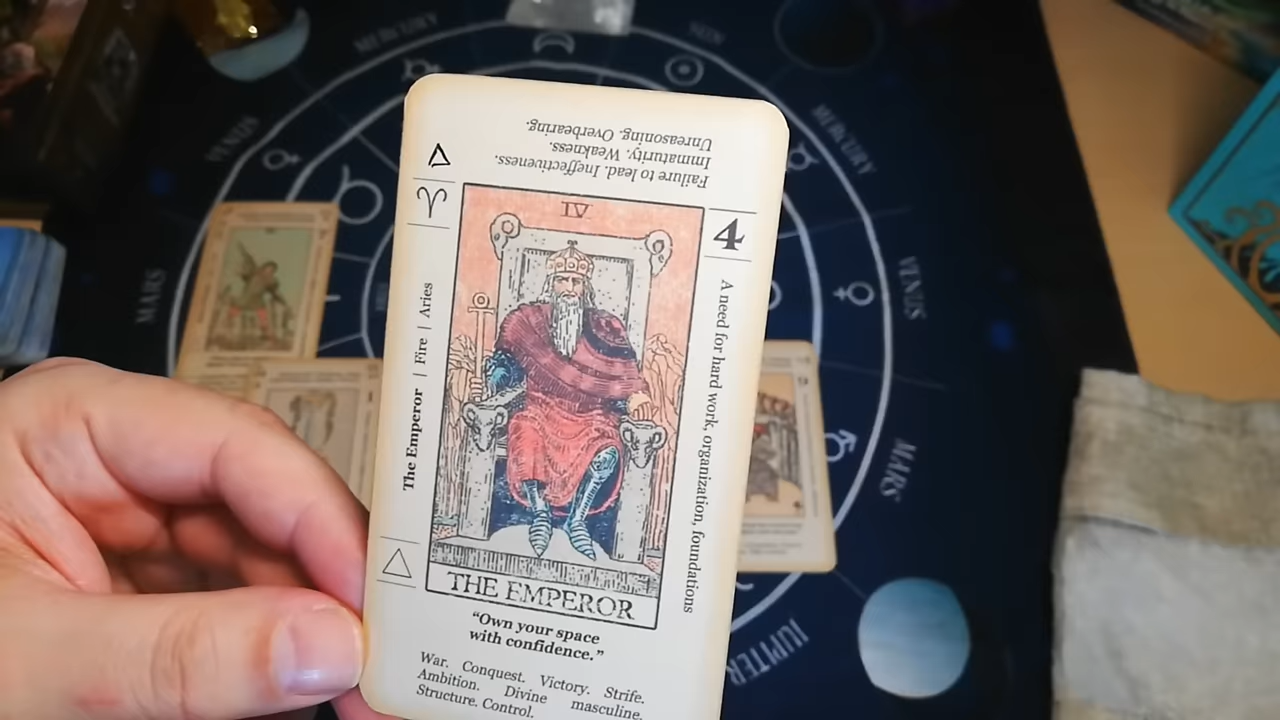 Failure to lead. Ineffectiveness.
Immaturity, Weakness.
Unreasoning. Overbearing.
IV
4
The Emperor | Fire | Aries
A need for hard work, organization, foundations
THE EMPEROR
“Own your space
with confidence.”
War. Conquest. Victory. Strife.
Ambition. Divine masculine.
Structure. Control.
MERCURY
SUN
VENUS
MERCURY
MARS
VENUS
MARS
JUPITER